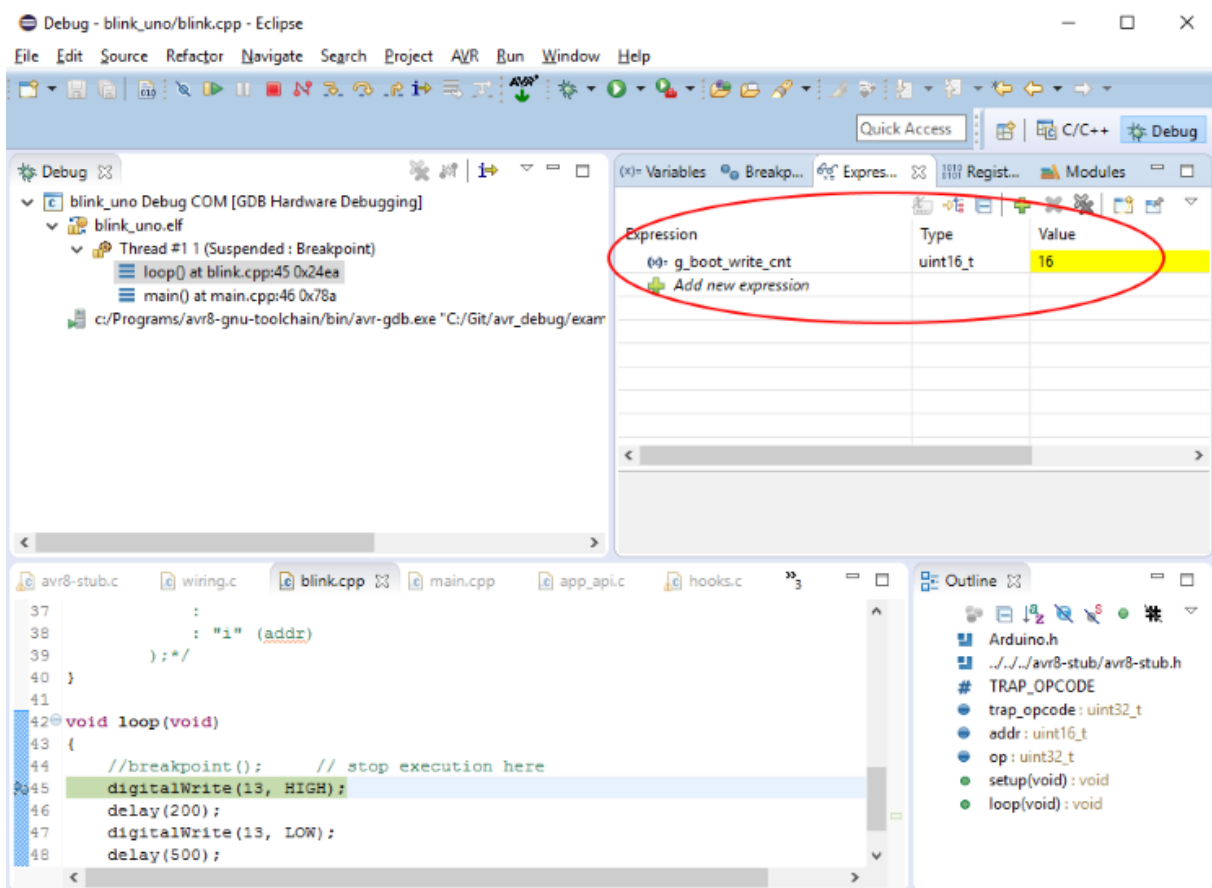 Debug - blink_uno/blink.cpp - Eclipse
File Edit Source Refactor Navigate Search Project AVR Run Window Help
Quick Access C/C++ Debug
Debug
blink_uno Debug COM [GDB Hardware Debugging]
blink_uno.elf
Thread #1 1 (Suspended : Breakpoint)
loop() at blink.cpp:45 0x24ea
main() at main.cpp:46 0x78a
c:/Programs/avr8-gnu-toolchain/bin/avr-gdb.exe "C:/Git/avr_debug/exam
(x)= Variables Breakp... Expres... Regist... Modules
Expression Type Value
(x)= g_boot_write_cnt uint16_t 16
Add new expression
avr8-stub.c wiring.c blink.cpp main.cpp app_api.c hooks.c »3
37 :
38 : "i" (addr)
39 );*/
40 }
41
42 void loop(void)
43 {
44 //breakpoint(); // stop execution here
45 digitalWrite(13, HIGH);
46 delay(200);
47 digitalWrite(13, LOW);
48 delay(500);
Outline
Arduino.h
../../../avr8-stub/avr8-stub.h
# TRAP_OPCODE
trap_opcode : uint32_t
addr : uint16_t
op : uint32_t
setup(void) : void
loop(void) : void